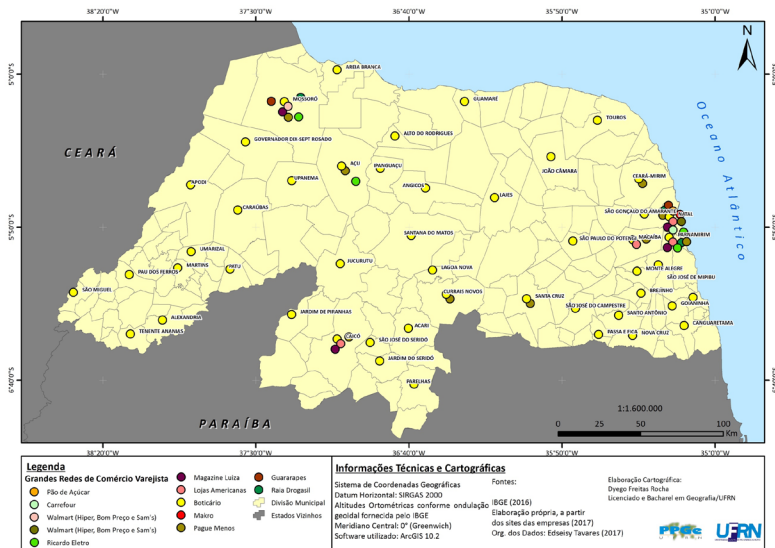 38°20'0"O
37°30'0"O
36°40'0"O
35°50'0"O
35°0'0"O
N
AREIA BRANCA
MOSSORÓ
GUAMARÉ
TOUROS
GOVERNADOR DIX-SEPT ROSADO
ALTO DO RODRIGUES
CEARÁ
JOÃO CÂMARA
AÇU
IPANGUAÇU
APODI
UPANEMA
ANGICOS
CEARÁ-MIRIM
LAJES
CARAÚBAS
SÃO GONÇALO DO AMARANTE
NATAL
Oceano Atlântico
SANTANA DO MATOS
SÃO PAULO DO POTENGI
MACAÍBA
PARNAMIRIM
UMARIZAL
JUCURUTU
LAGOA NOVA
MARTINS
PATU
PAU DOS FERROS
MONTE ALEGRE
SÃO JOSÉ DE MIPIBU
SÃO MIGUEL
CURRAIS NOVOS
SANTA CRUZ
BREJINHO
GOIANINHA
SÃO JOSÉ DO CAMPESTRE
JARDIM DE PIRANHAS
SANTO ANTÔNIO
ALEXANDRIA
ACARI
CANGUARETAMA
TENENTE ANANIAS
CAICÓ
SÃO JOSÉ DO SERIDÓ
PASSA E FICA
NOVA CRUZ
JARDIM DO SERIDÓ
PARELHAS
PARAÍBA
1:1.600.000
0 25 50 100
Km
Legenda
Grandes Redes de Comércio Varejista
Pão de Açúcar
Carrefour
Walmart (Hiper, Bom Preço e Sam's)
Walmart (Hiper, Bom Preço e Sam's)
Ricardo Eletro
Magazine Luiza
Lojas Americanas
Boticário
Makro
Pague Menos
Guararapes
Raia Drogasil
Divisão Municipal
Estados Vizinhos
Informações Técnicas e Cartográficas
Sistema de Coordenadas Geográficas
Datum Horizontal: SIRGAS 2000
Altitudes Ortométricas conforme ondulação
geoidal fornecida pelo IBGE
Meridiano Central: 0° (Greenwich)
Software utilizado: ArcGIS 10.2
Fontes:
IBGE (2016)
Elaboração própria, a partir
dos sites das empresas (2017)
Org. dos Dados: Edseisy Tavares (2017)
Elaboração Cartográfica:
Dyego Freitas Rocha
Licenciado e Bacharel em Geografia/UFRN
PPGe
UFRN